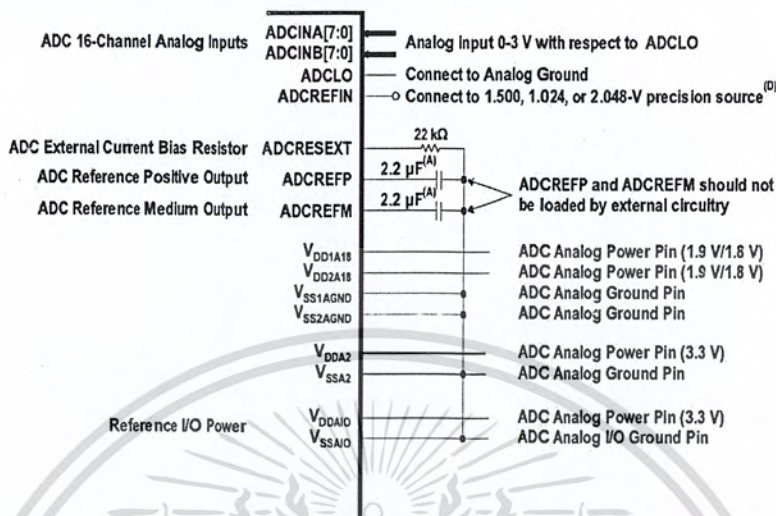 ADC 16-Channel Analog Inputs ADCINA[7:0] Analog Input 0-3 V with respect to ADCLO
ADCINB[7:0]
ADCLO Connect to Analog Ground
ADCREFIN Connect to 1.500, 1.024, or 2.048-V precision source(D)
22 kΩ
ADC External Current Bias Resistor ADCRESEXT
2.2 µF(A)
ADC Reference Positive Output ADCREFP
ADCREFP and ADCREFM should not
be loaded by external circuitry
2.2 µF(A)
ADC Reference Medium Output ADCREFM
VDD1A18 ADC Analog Power Pin (1.9 V/1.8 V)
VDD2A18 ADC Analog Power Pin (1.9 V/1.8 V)
VSS1AGND ADC Analog Ground Pin
VSS2AGND ADC Analog Ground Pin
VDDA2 ADC Analog Power Pin (3.3 V)
VSSA2 ADC Analog Ground Pin
Reference I/O Power VDDAIO ADC Analog Power Pin (3.3 V)
VSSAIO ADC Analog I/O Ground Pin